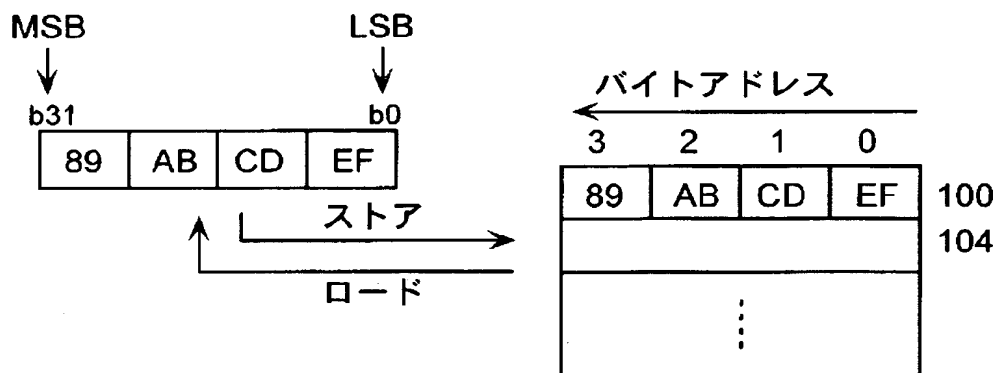 MSB LSB
b31 b0
89 AB CD EF
ストア
ロード
バイトアドレス
3 2 1 0
89 AB CD EF 100
104